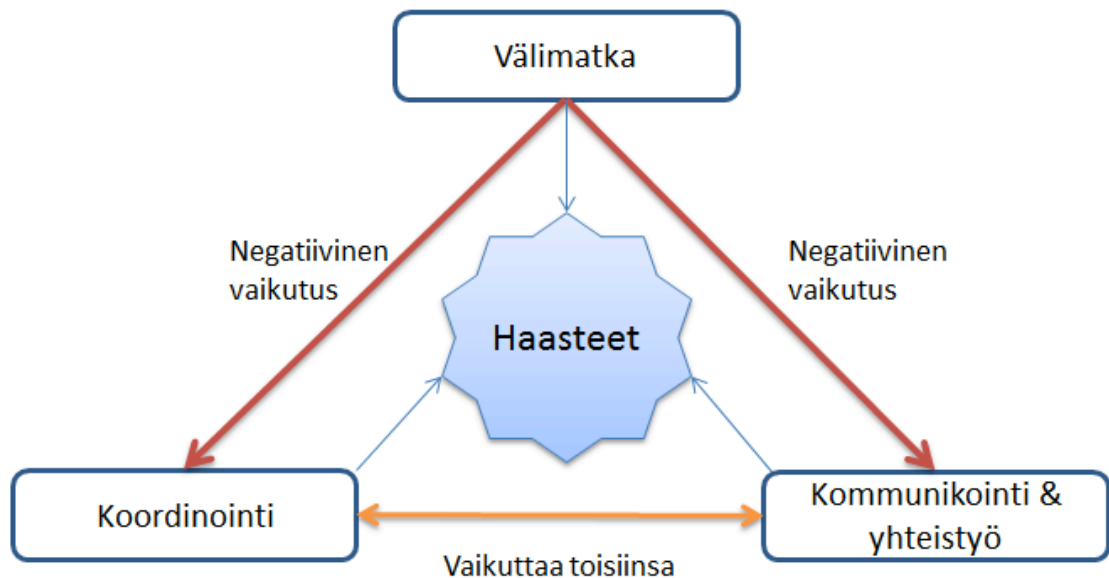 Välimatka
Negatiivinen
vaikutus
Negatiivinen
vaikutus
Haasteet
Koordinointi
Kommunikointi &
yhteistyö
Vaikuttaa toisiinsa